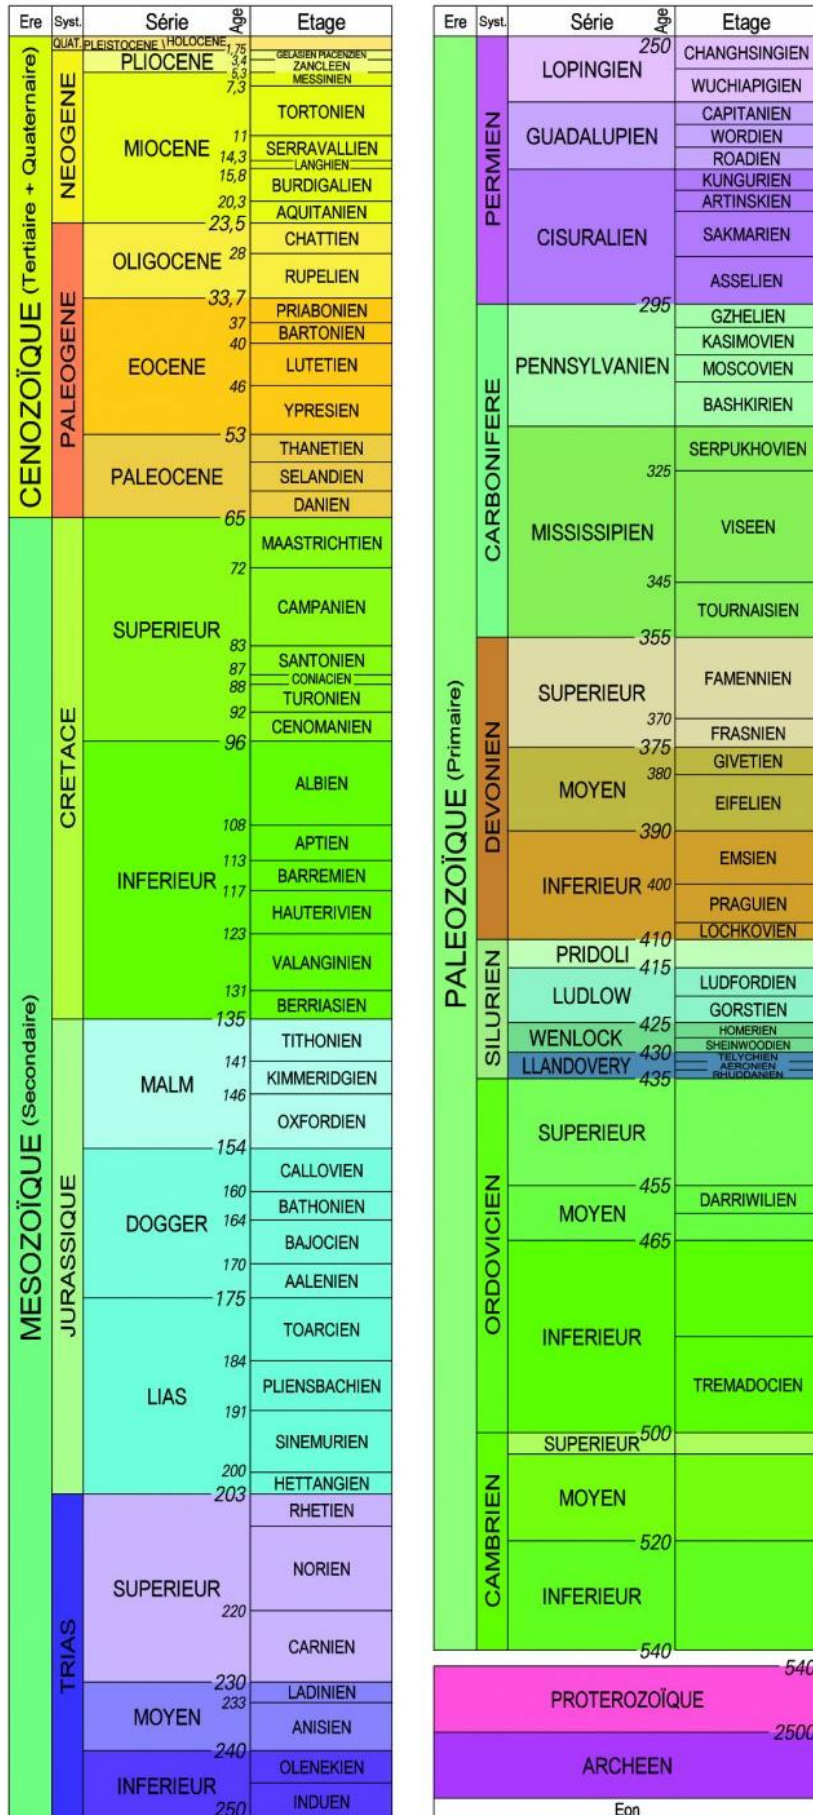 Ere Syst. Série Age Etage
CENOZOÏQUE (Tertiaire + Quaternaire)
QUAT. PLEISTOCENE \ HOLOCENE
1,75
NEOGENE
PLIOCENE
GELASIEN PIACENZIEN
3,4
ZANCLEEN
5,3
MIOCENE
MESSINIEN
7,3
TORTONIEN
11
SERRAVALLIEN
14,3
LANGHIEN
15,8
BURDIGALIEN
20,3
AQUITANIEN
23,5
PALEOGENE
OLIGOCENE
CHATTIEN
28
RUPELIEN
33,7
EOCENE
PRIABONIEN
37
BARTONIEN
40
LUTETIEN
46
YPRESIEN
53
PALEOCENE
THANETIEN
SELANDIEN
DANIEN
65
MESOZOÏQUE (Secondaire)
CRETACE
SUPERIEUR
MAASTRICHTIEN
72
CAMPANIEN
83
SANTONIEN
87
CONIACIEN
88
TURONIEN
92
CENOMANIEN
96
INFERIEUR
ALBIEN
108
APTIEN
113
BARREMIEN
117
HAUTERIVIEN
123
VALANGINIEN
131
BERRIASIEN
135
JURASSIQUE
MALM
TITHONIEN
141
KIMMERIDGIEN
146
OXFORDIEN
154
DOGGER
CALLOVIEN
160
BATHONIEN
164
BAJOCIEN
170
AALENIEN
175
LIAS
TOARCIEN
184
PLIENSBACHIEN
191
SINEMURIEN
200
HETTANGIEN
203
TRIAS
SUPERIEUR
RHETIEN
NORIEN
220
CARNIEN
230
MOYEN
LADINIEN
233
ANISIEN
240
INFERIEUR
OLENEKIEN
INDUEN
250
Ere Syst. Série Age Etage
250
PALEOZOÏQUE (Primaire)
PERMIEN
LOPINGIEN
CHANGHSINGIEN
WUCHIAPIGIEN
GUADALUPIEN
CAPITANIEN
WORDIEN
ROADIEN
CISURALIEN
KUNGURIEN
ARTINSKIEN
SAKMARIEN
ASSELIEN
295
CARBONIFERE
PENNSYLVANIEN
GZHELIEN
KASIMOVIEN
MOSCOVIEN
BASHKIRIEN
MISSISSIPIEN
SERPUKHOVIEN
325
VISEEN
345
TOURNAISIEN
355
DEVONIEN
SUPERIEUR
FAMENNIEN
370
FRASNIEN
375
MOYEN
GIVETIEN
380
EIFELIEN
390
INFERIEUR
EMSIEN
400
PRAGUIEN
LOCHKOVIEN
410
SILURIEN
PRIDOLI
415
LUDLOW
LUDFORDIEN
GORSTIEN
425
WENLOCK
HOMERIEN
SHEINWOODIEN
430
LLANDOVERY
TELYCHIEN
AERONIEN
RHUDDANIEN
435
ORDOVICIEN
SUPERIEUR
455
MOYEN
DARRIWILIEN
465
INFERIEUR
TREMADOCIEN
500
CAMBRIEN
SUPERIEUR
MOYEN
520
INFERIEUR
540
540
PROTEROZOÏQUE
2500
ARCHEEN
Eon